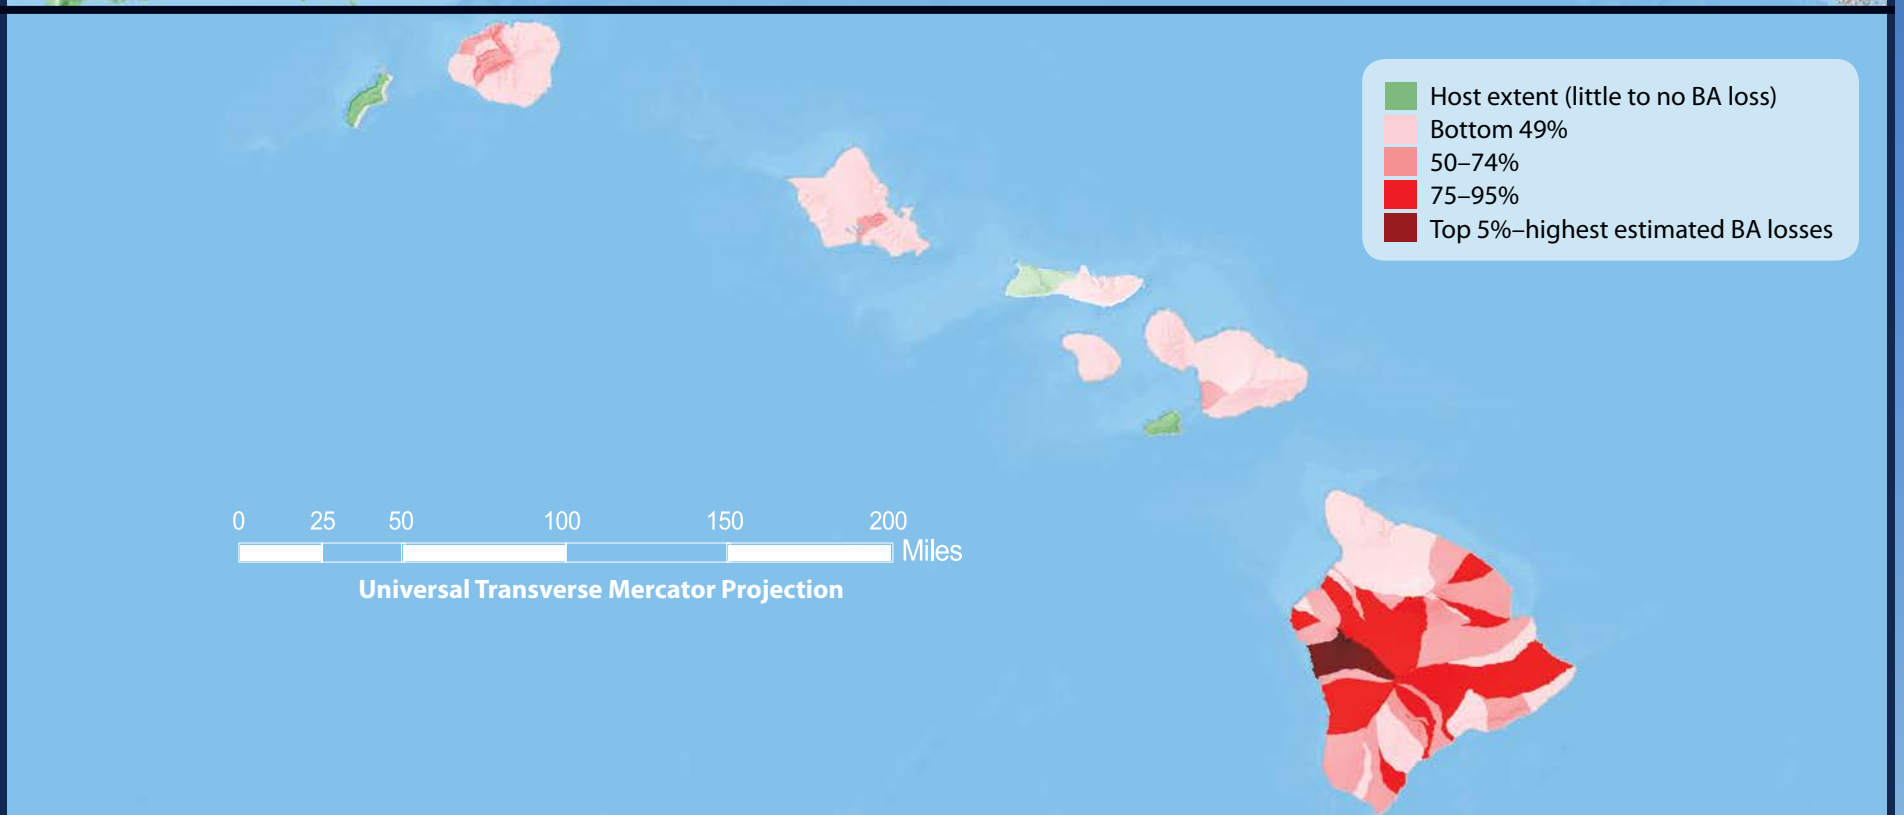 Host extent (little to no BA loss)
Bottom 49%
50–74%
75–95%
Top 5%–highest estimated BA losses
0 25 50 100 150 200
Miles
Universal Transverse Mercator Projection